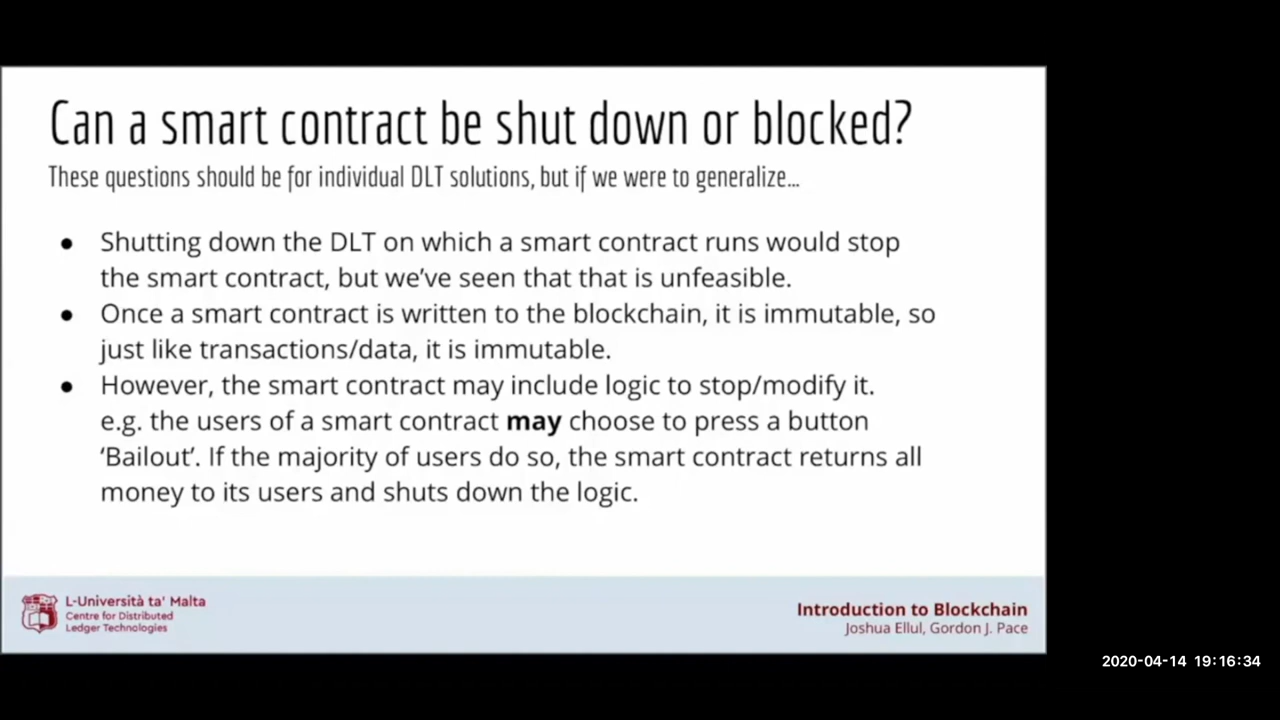 Can a smart contract be shut down or blocked?
These questions should be for individual DLT solutions, but if we were to generalize...
● Shutting down the DLT on which a smart contract runs would stop
the smart contract, but we've seen that that is unfeasible.
● Once a smart contract is written to the blockchain, it is immutable, so
just like transactions/data, it is immutable.
● However, the smart contract may include logic to stop/modify it.
e.g. the users of a smart contract may choose to press a button
‘Bailout’. If the majority of users do so, the smart contract returns all
money to its users and shuts down the logic.
L-Università ta' Malta
Centre for Distributed
Ledger Technologies
Introduction to Blockchain
Joshua Ellul, Gordon J. Pace
2020-04-14 19:16:34